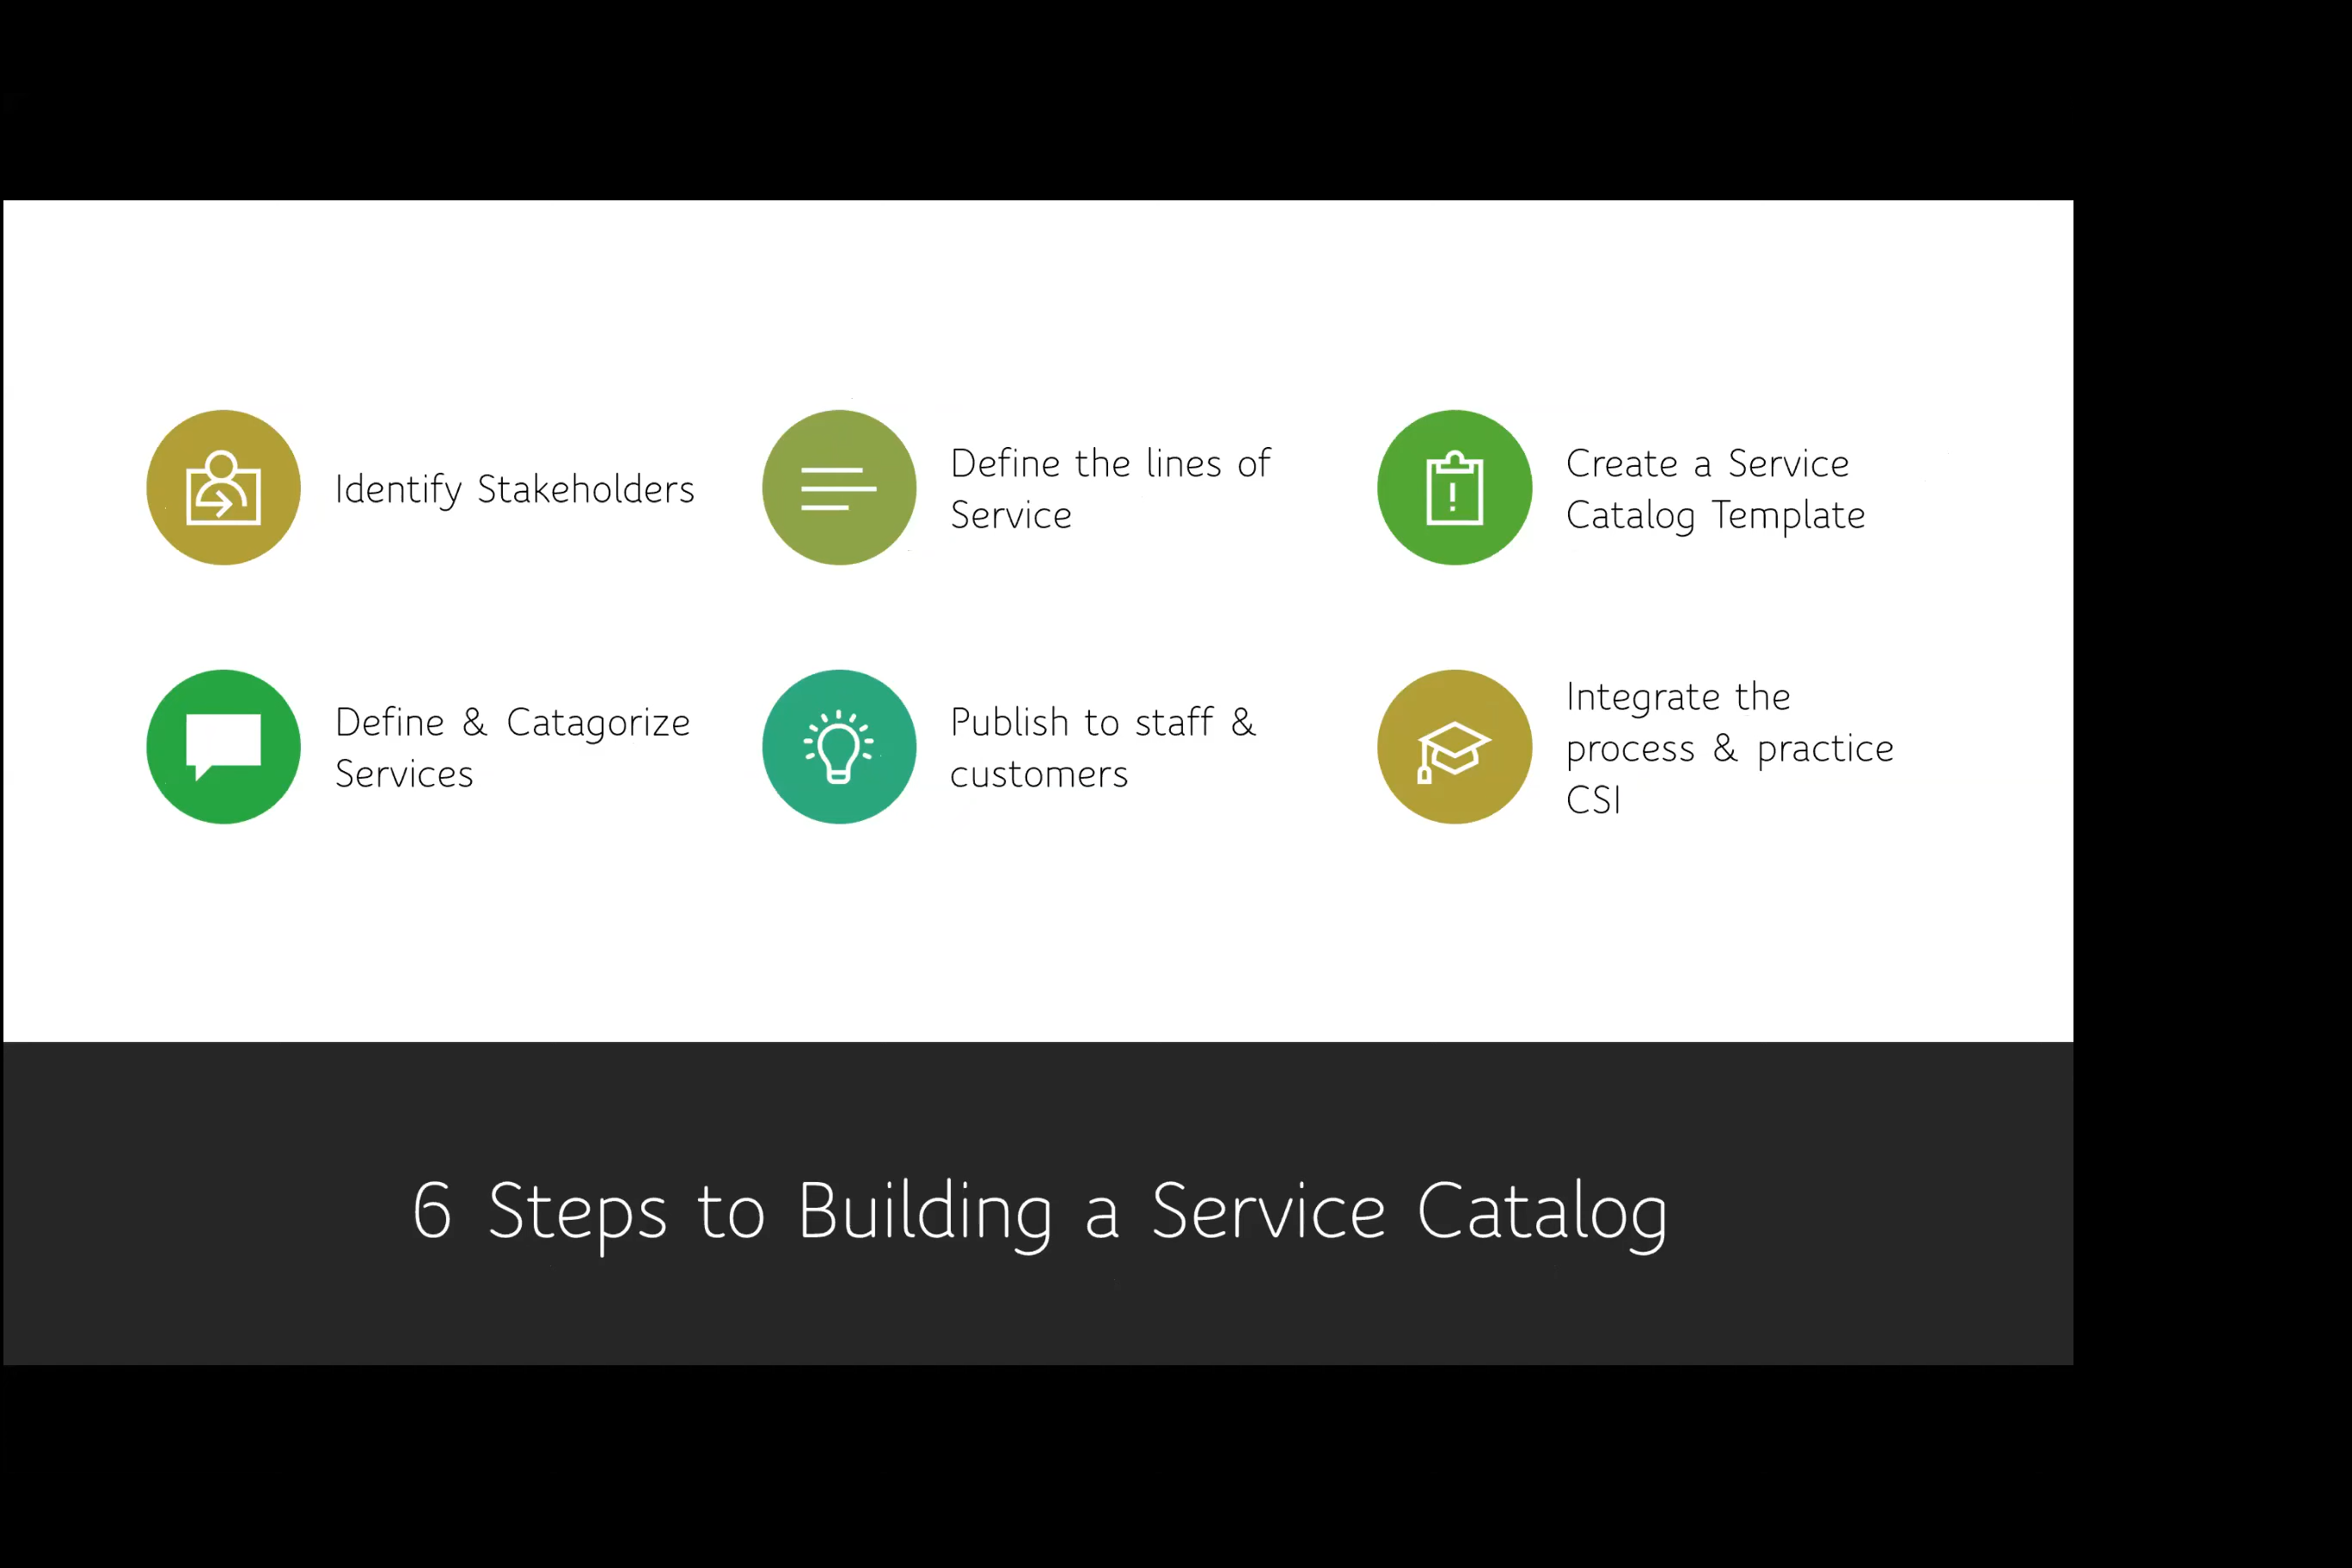 Identify Stakeholders
Define the lines of
Service
Create a Service
Catalog Template
Define & Catagorize
Services
Publish to staff &
customers
Integrate the
process & practice
CSI
6 Steps to Building a Service Catalog